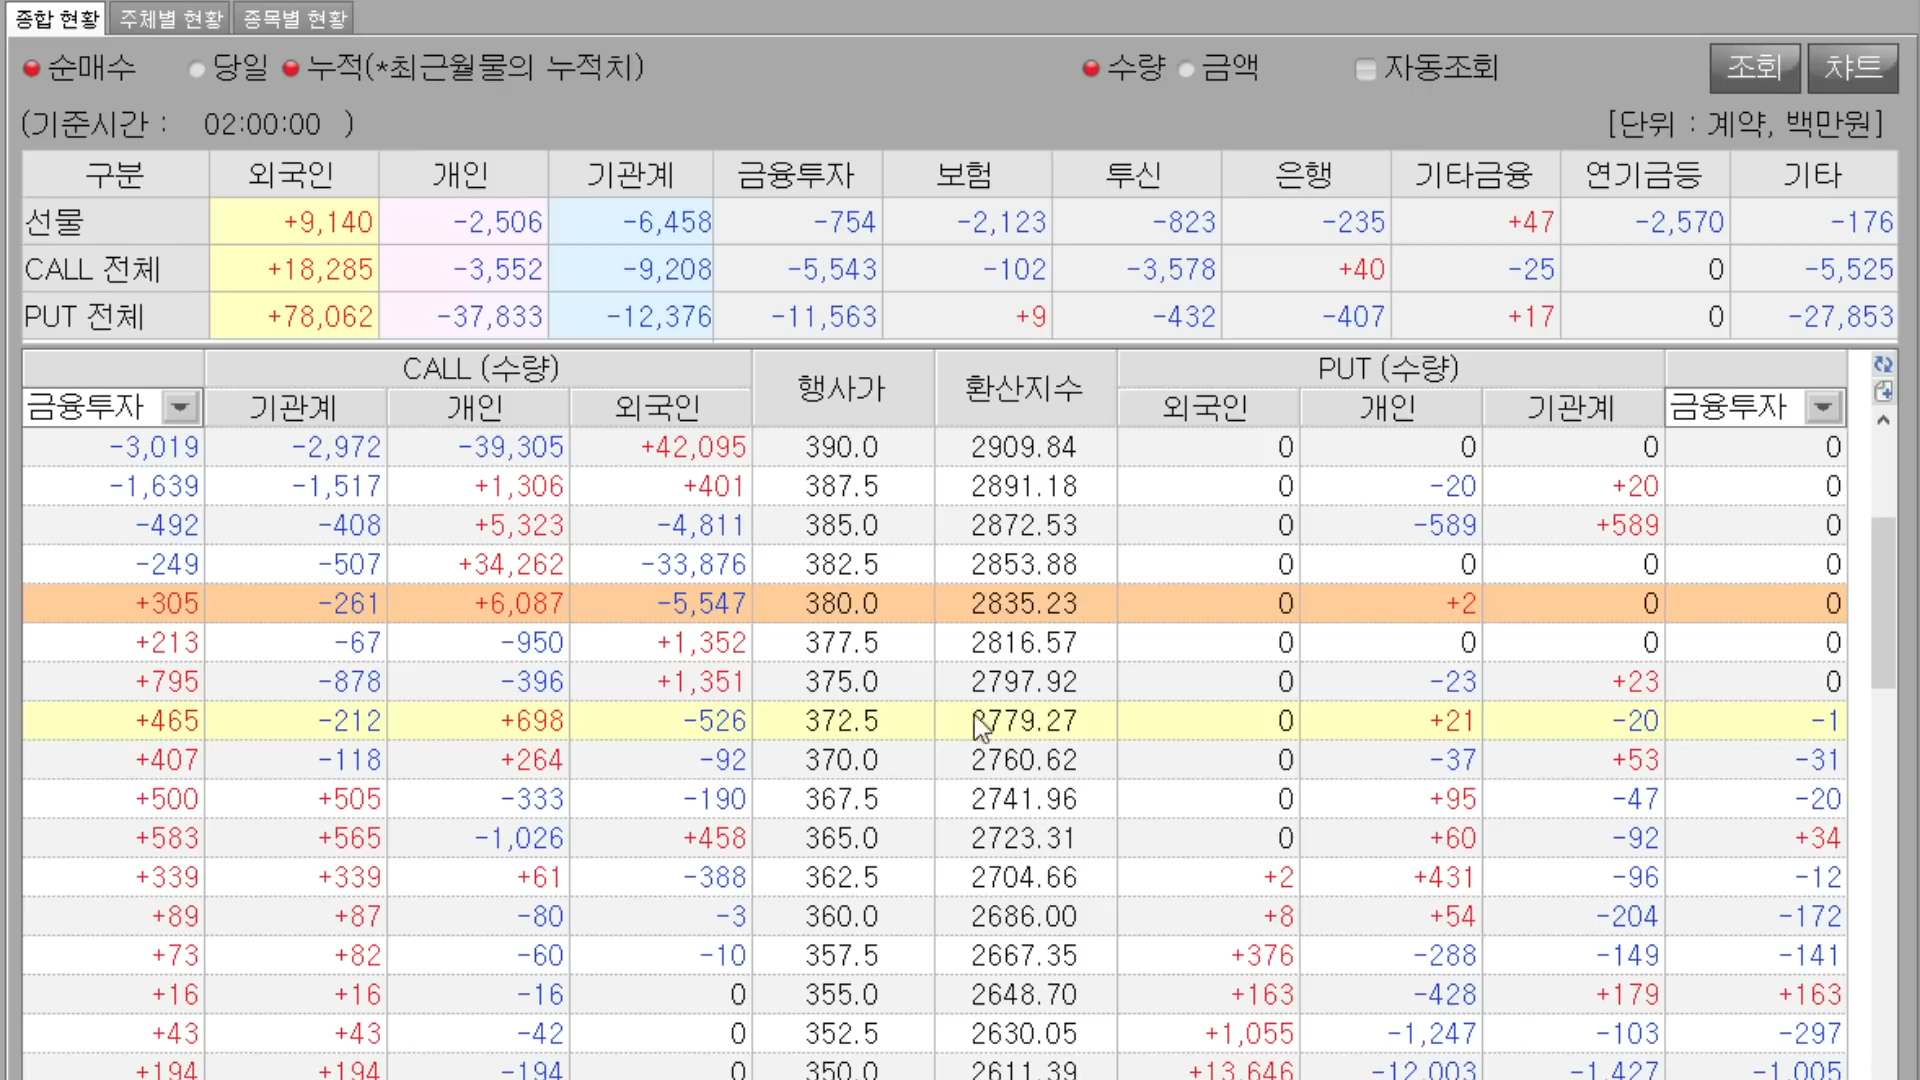 종합 현황 주체별 현황 종목별 현황
순매수 당일 누적(*최근월물의 누적치) 수량 금액 자동조회 조회 챠트
(기준시간 : 02:00:00 ) [단위 : 계약, 백만원]
구분 외국인 개인 기관계 금융투자 보험 투신 은행 기타금융 연기금등 기타
선물 +9,140 -2,506 -6,458 -754 -2,123 -823 -235 +47 -2,570 -176
CALL 전체 +18,285 -3,552 -9,208 -5,543 -102 -3,578 +40 -25 0 -5,525
PUT 전체 +78,062 -37,833 -12,376 -11,563 +9 -432 -407 +17 0 -27,853
CALL (수량) 행사가 환산지수 PUT (수량)
금융투자 기관계 개인 외국인 외국인 개인 기관계 금융투자
-3,019 -2,972 -39,305 +42,095 390.0 2909.84 0 0 0 0
-1,639 -1,517 +1,306 +401 387.5 2891.18 0 -20 +20 0
-492 -408 +5,323 -4,811 385.0 2872.53 0 -589 +589 0
-249 -507 +34,262 -33,876 382.5 2853.88 0 0 0 0
+305 -261 +6,087 -5,547 380.0 2835.23 0 +2 0 0
+213 -67 -950 +1,352 377.5 2816.57 0 0 0 0
+795 -878 -396 +1,351 375.0 2797.92 0 -23 +23 0
+465 -212 +698 -526 372.5 2779.27 0 +21 -20 -1
+407 -118 +264 -92 370.0 2760.62 0 -37 +53 -31
+500 +505 -333 -190 367.5 2741.96 0 +95 -47 -20
+583 +565 -1,026 +458 365.0 2723.31 0 +60 -92 +34
+339 +339 +61 -388 362.5 2704.66 +2 +431 -96 -12
+89 +87 -80 -3 360.0 2686.00 +8 +54 -204 -172
+73 +82 -60 -10 357.5 2667.35 +376 -288 -149 -141
+16 +16 -16 0 355.0 2648.70 +163 -428 +179 +163
+43 +43 -42 0 352.5 2630.05 +1,055 -1,247 -103 -297
+194 +194 -194 0 350.0 2611.39 +13,646 -12,003 -1,427 -1,005